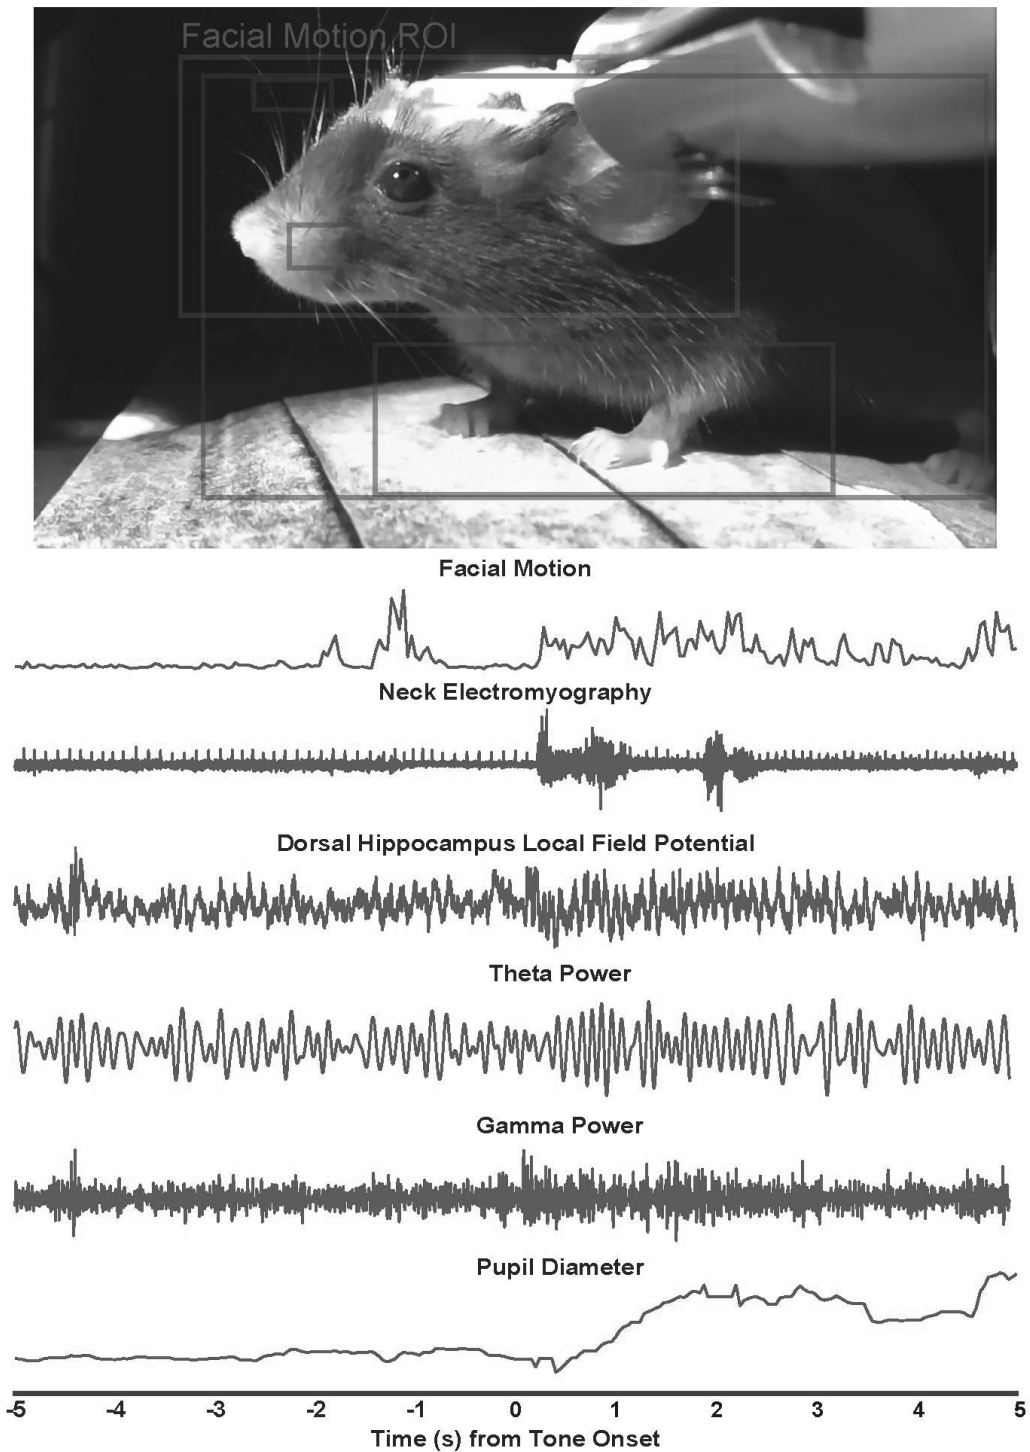 Facial Motion ROI
Facial Motion
Neck Electromyography
Dorsal Hippocampus Local Field Potential
Theta Power
Gamma Power
Pupil Diameter
-5 -4 -3 -2 -1 0 1 2 3 4 5
Time (s) from Tone Onset